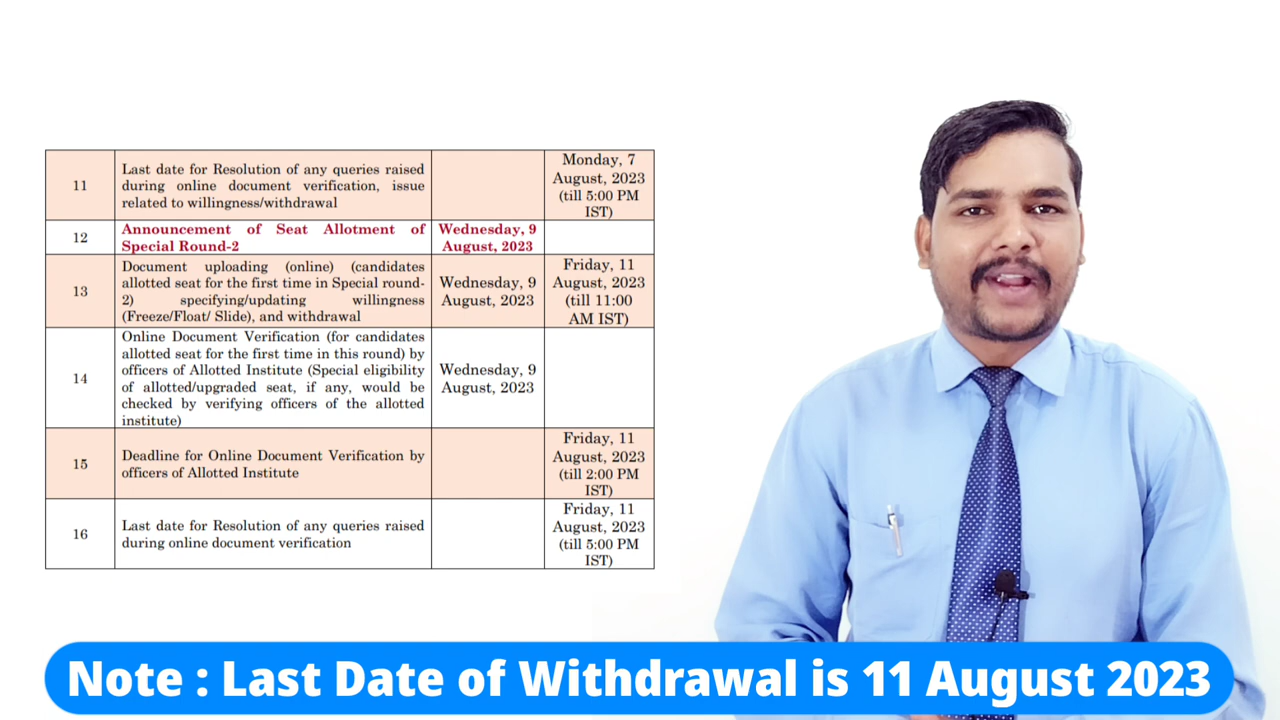 11
Last date for Resolution of any queries raised
during online document verification, issue
related to willingness/withdrawal
Monday, 7
August, 2023
(till 5:00 PM
IST)
12
Announcement of Seat Allotment of
Special Round-2
Wednesday, 9
August, 2023
13
Document uploading (online) (candidates
allotted seat for the first time in Special round-
2) specifying/updating willingness
(Freeze/Float/ Slide), and withdrawal
Wednesday, 9
August, 2023
Friday, 11
August, 2023
(till 11:00
AM IST)
14
Online Document Verification (for candidates
allotted seat for the first time in this round) by
officers of Allotted Institute (Special eligibility
of allotted/upgraded seat, if any, would be
checked by verifying officers of the allotted
institute)
Wednesday, 9
August, 2023
15
Deadline for Online Document Verification by
officers of Allotted Institute
Friday, 11
August, 2023
(till 2:00 PM
IST)
16
Last date for Resolution of any queries raised
during online document verification
Friday, 11
August, 2023
(till 5:00 PM
IST)
Note : Last Date of Withdrawal is 11 August 2023